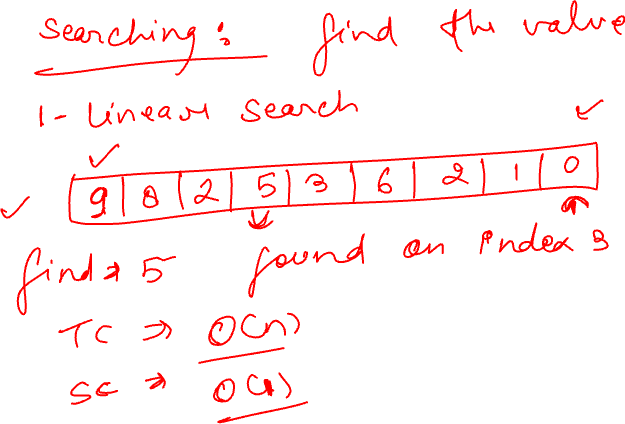 Searching: find the value
1- Linear search
9 8 2 5 3 6 2 1 0
find → 5 found on index 3
TC ⇒ O(n)
SC ⇒ O(1)